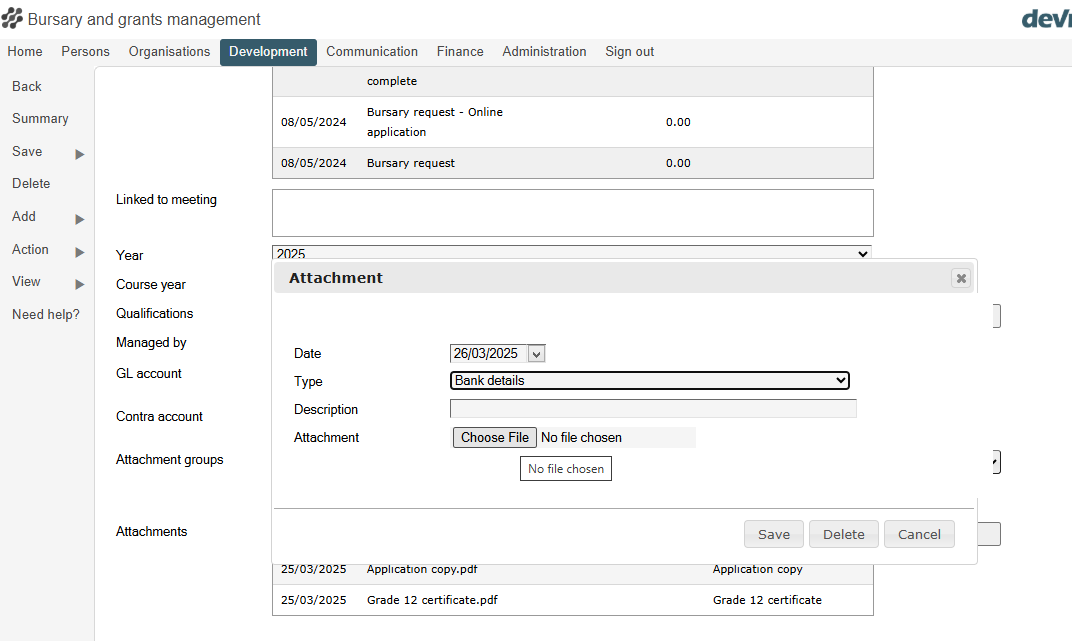 Bursary and grants management
devr
Home Persons Organisations Development Communication Finance Administration Sign out
Back
Summary
Save
Delete
Add
Action
View
Need help?
complete
08/05/2024 Bursary request - Online application 0.00
08/05/2024 Bursary request 0.00
Linked to meeting
Year 2025
Course year
Qualifications
Managed by
GL account
Contra account
Attachment groups
Attachments
Attachment
Date 26/03/2025
Type Bank details
Description
Attachment Choose File No file chosen
No file chosen
Save Delete Cancel
25/03/2025 Application copy.pdf Application copy
25/03/2025 Grade 12 certificate.pdf Grade 12 certificate